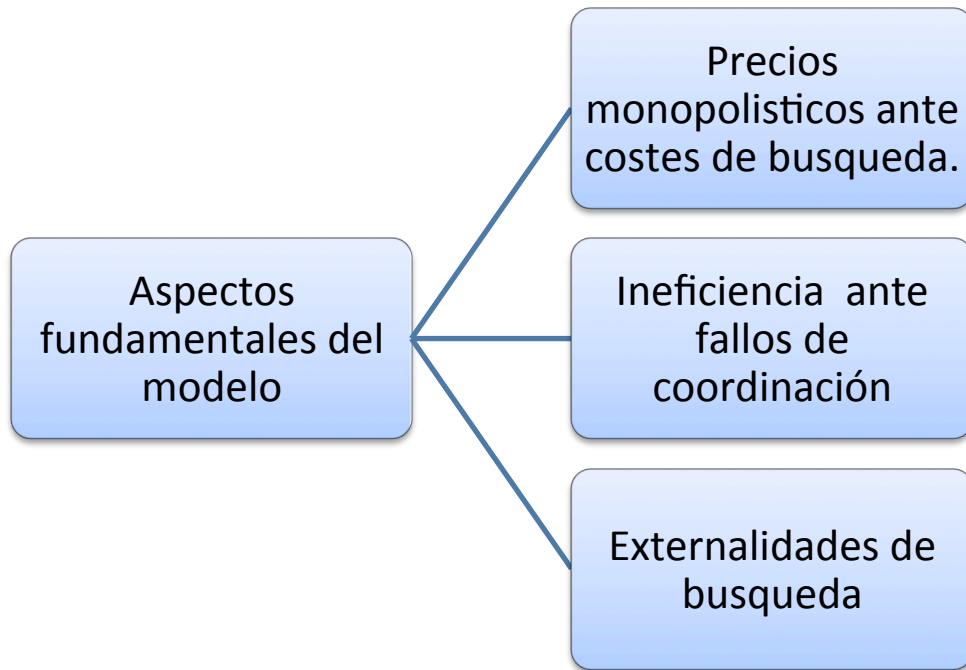 Precios
monopolisticos ante
costes de busqueda.
Aspectos
fundamentales del
modelo
Ineficiencia ante
fallos de
coordinación
Externalidades de
busqueda